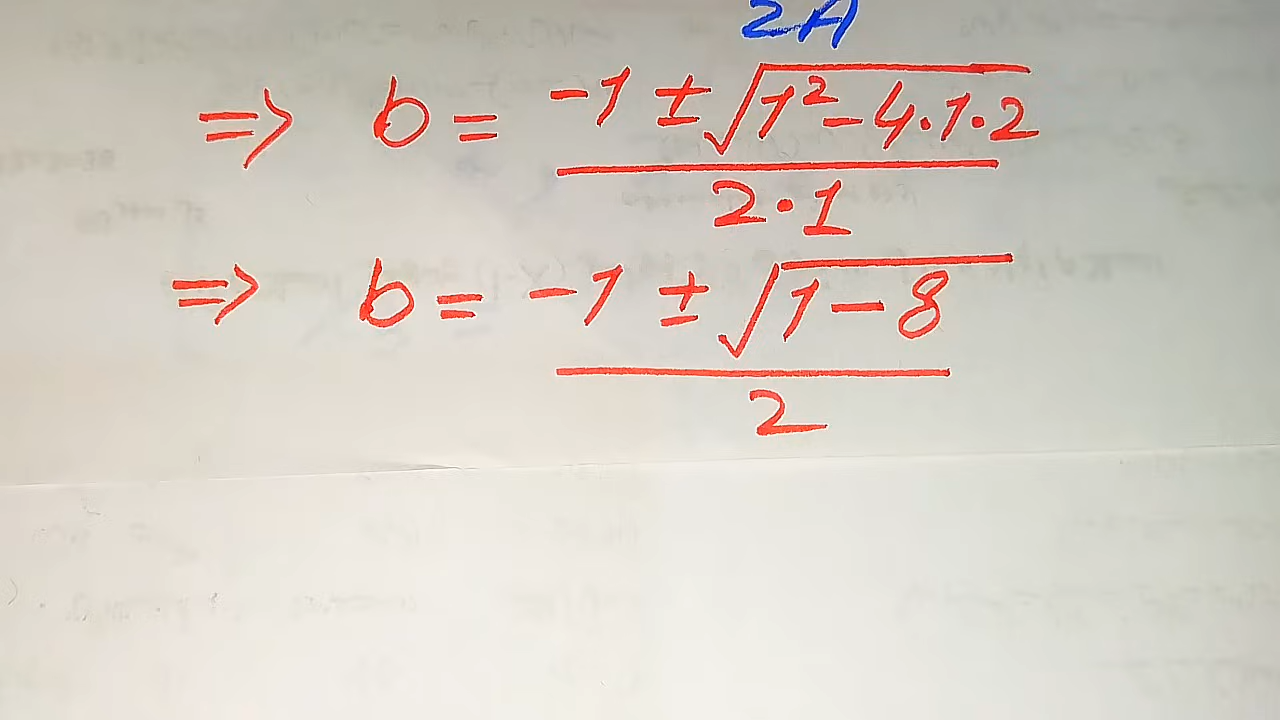 2A
=> b = -1 ± √1² - 4·1·2
2·1
=> b = -1 ± √1 - 8
2